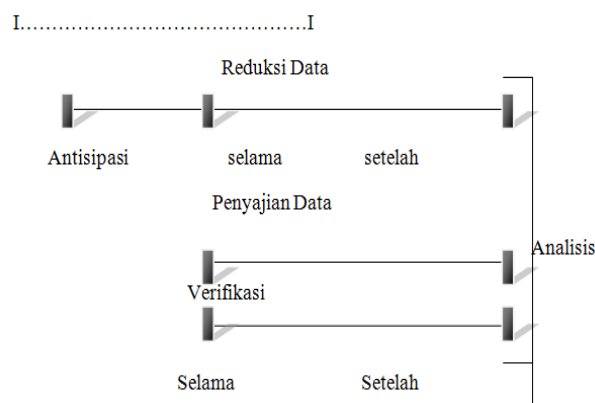 I………………………………………I
Reduksi Data
Antisipasi selama setelah
Penyajian Data
Analisis
Verifikasi
Selama Setelah